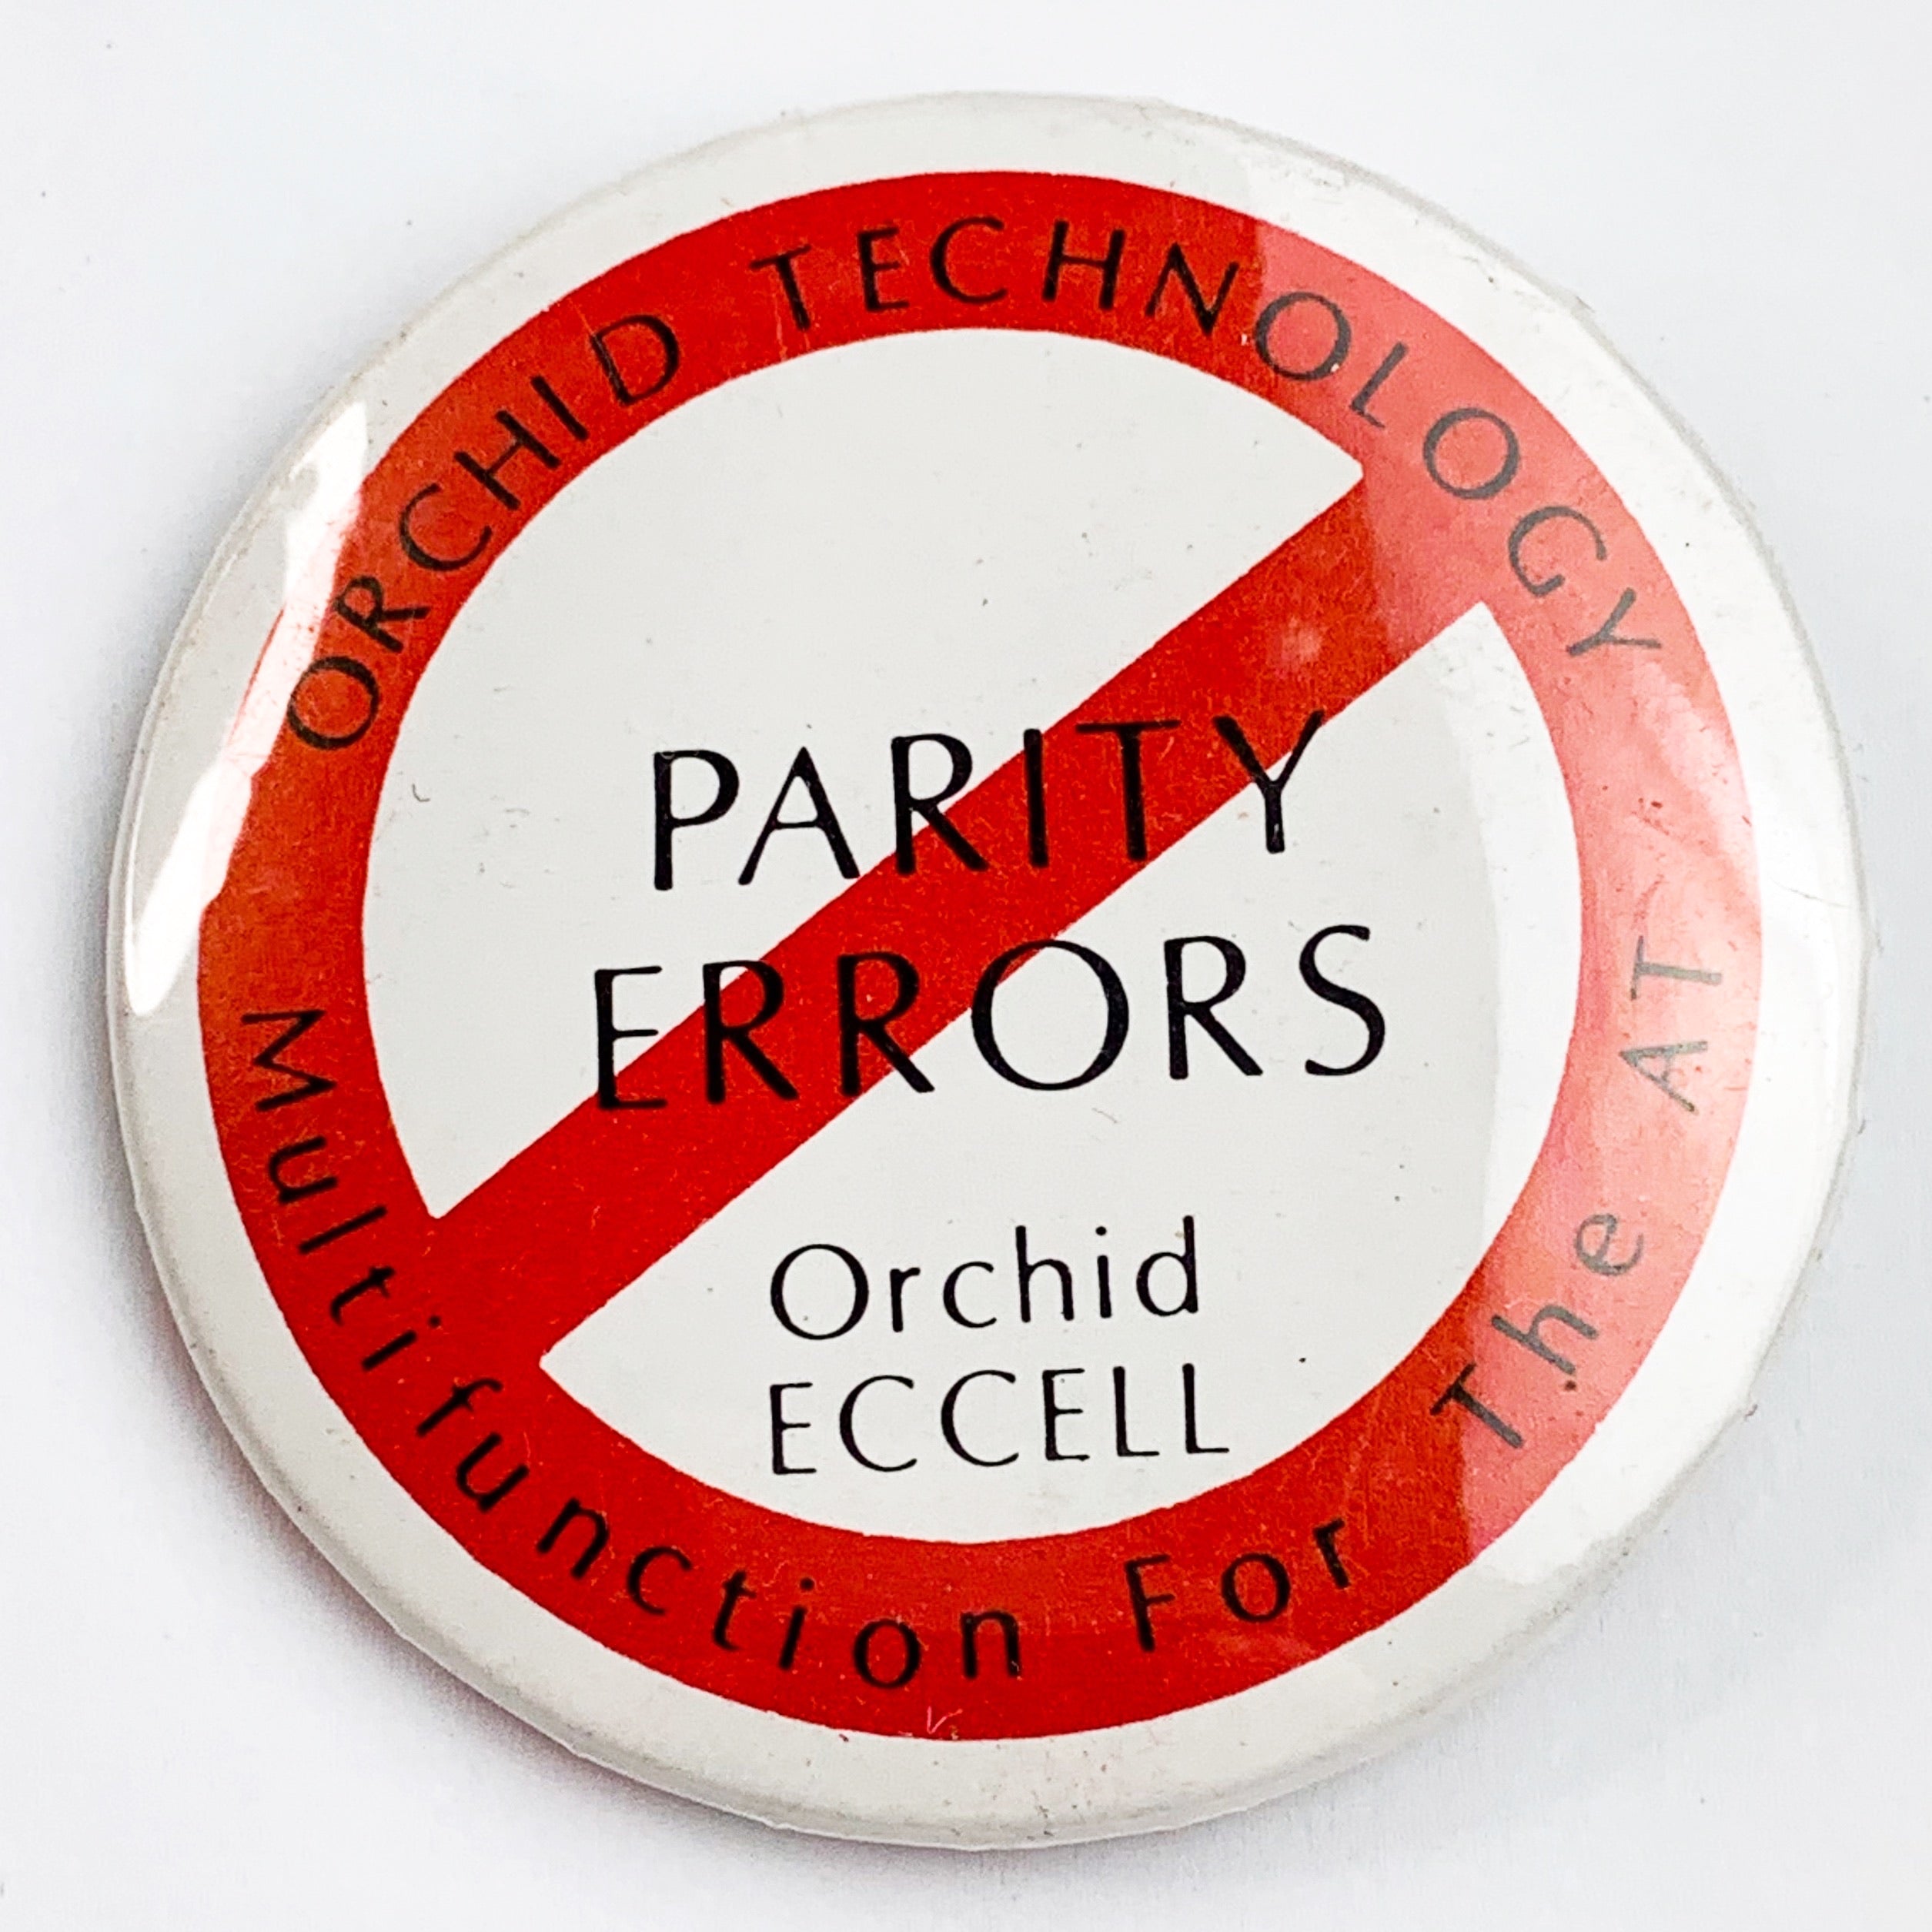 ORCHID TECHNOLOGY
PARITY
ERRORS
Orchid
ECCELL
Multifunction For The AT